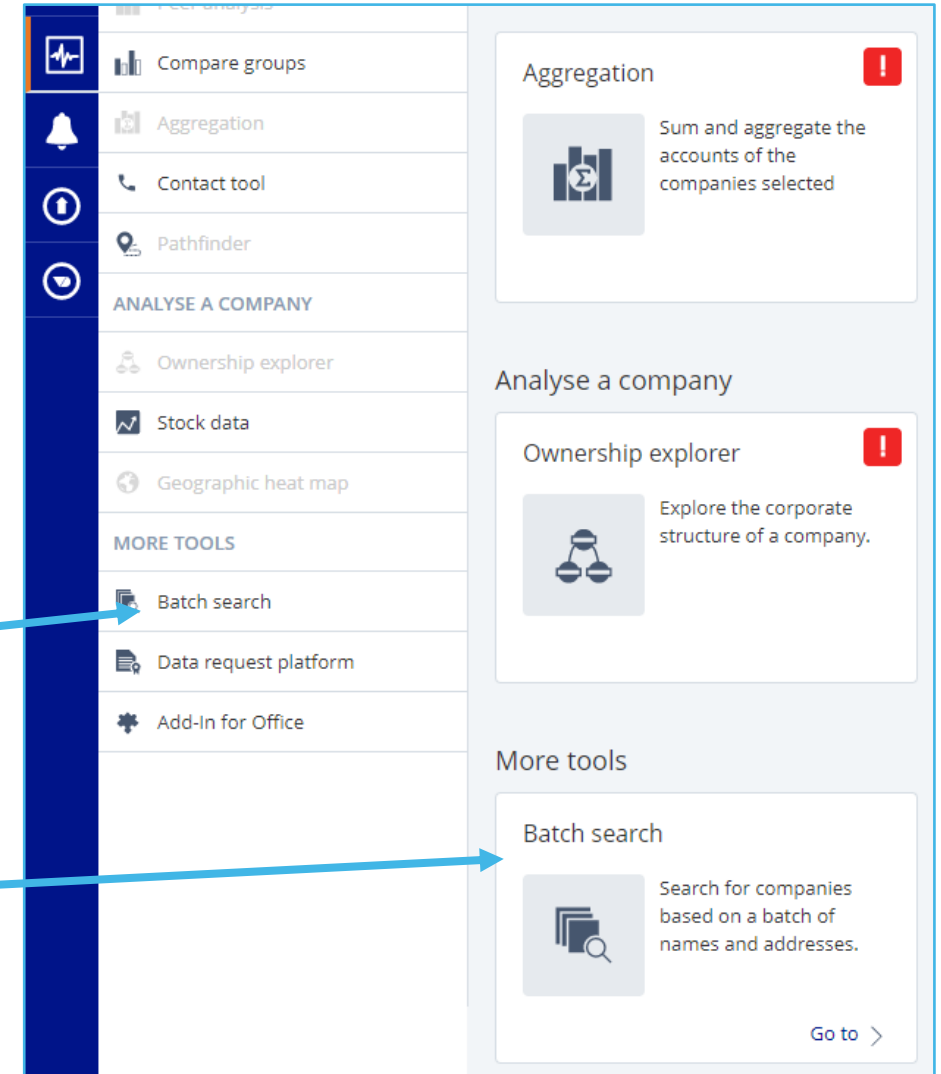 Peer analysis
Compare groups
Aggregation
Contact tool
Pathfinder
ANALYSE A COMPANY
Ownership explorer
Stock data
Geographic heat map
MORE TOOLS
Batch search
Data request platform
Add-In for Office
Aggregation
Sum and aggregate the
accounts of the
companies selected
Analyse a company
Ownership explorer
Explore the corporate
structure of a company.
More tools
Batch search
Search for companies
based on a batch of
names and addresses.
Go to